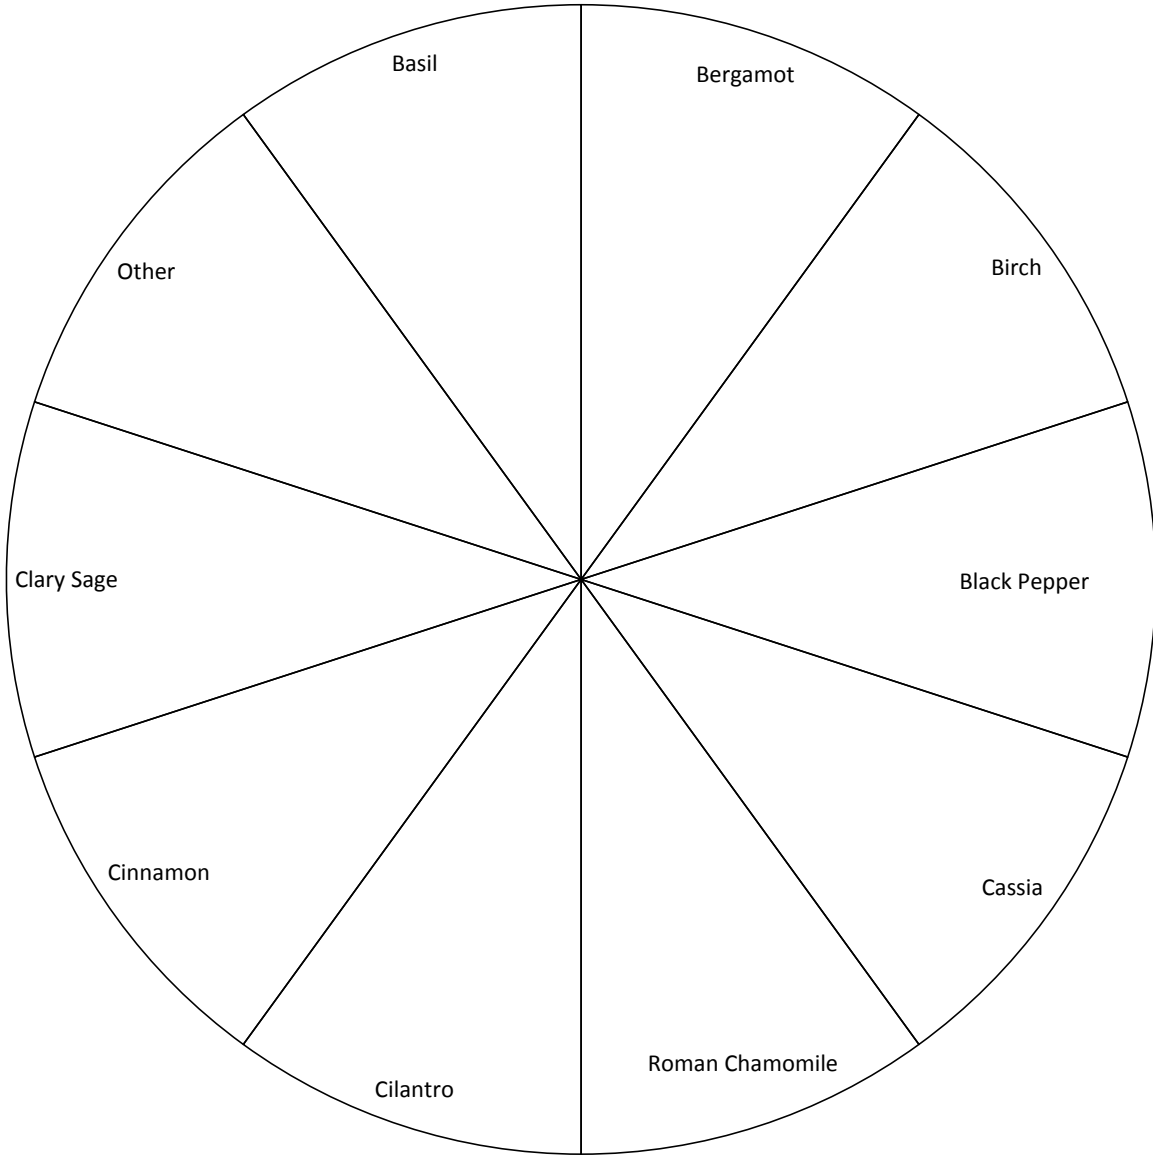 Basil
Bergamot
Other
Birch
Clary Sage
Black Pepper
Cinnamon
Cassia
Cilantro
Roman Chamomile